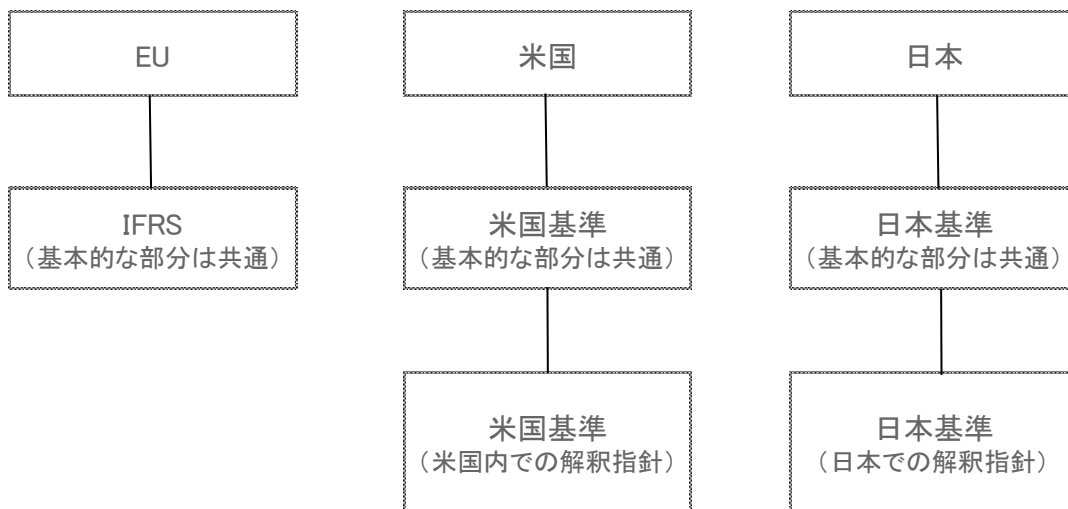 EU
米国
日本
IFRS
（基本的な部分は共通）
米国基準
（基本的な部分は共通）
日本基準
（基本的な部分は共通）
米国基準
（米国内での解釈指針）
日本基準
（日本での解釈指針）